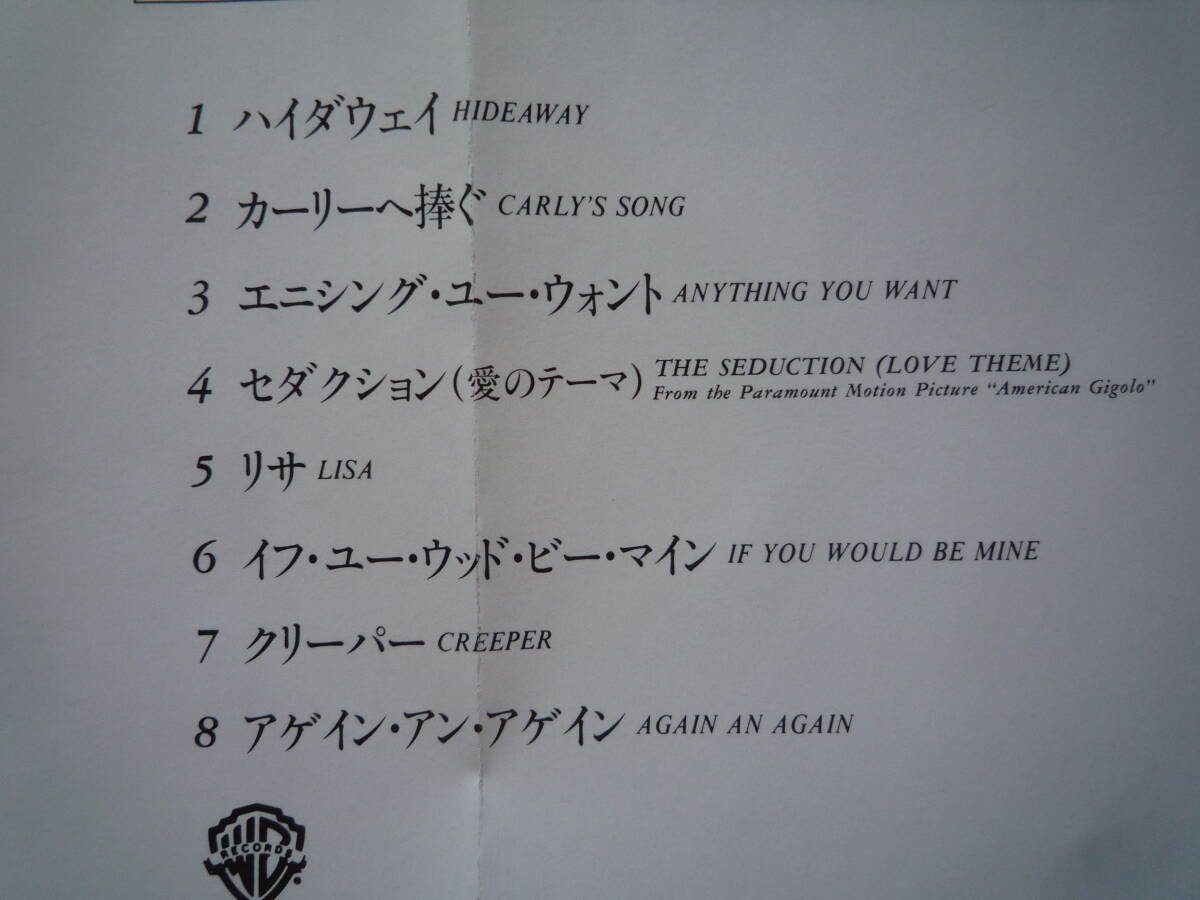 1 ハイダウェイ HIDEAWAY
2 カーリーへ捧ぐ CARLY'S SONG
3 エニシング・ユー・ウォント ANYTHING YOU WANT
4 セダクション(愛のテーマ) THE SEDUCTION (LOVE THEME)
From the Paramount Motion Picture “American Gigolo”
5 リサ LISA
6 イフ・ユー・ウッド・ビー・マイン IF YOU WOULD BE MINE
7 クリーパー CREEPER
8 アゲイン・アン・アゲイン AGAIN AN AGAIN
RECORDS